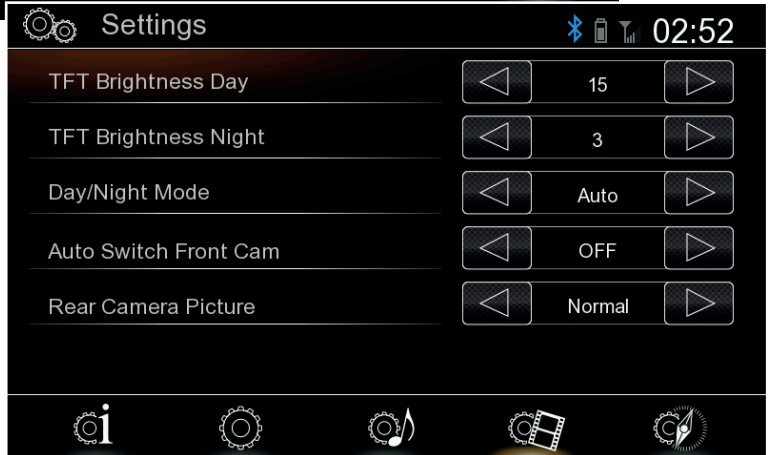 Settings 02:52
TFT Brightness Day 15
TFT Brightness Night 3
Day/Night Mode Auto
Auto Switch Front Cam OFF
Rear Camera Picture Normal
i